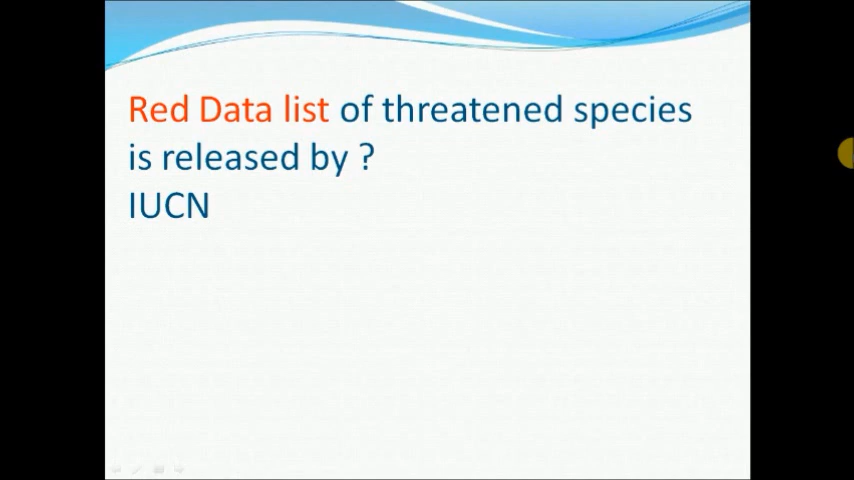 Red Data list of threatened species
is released by ?
IUCN